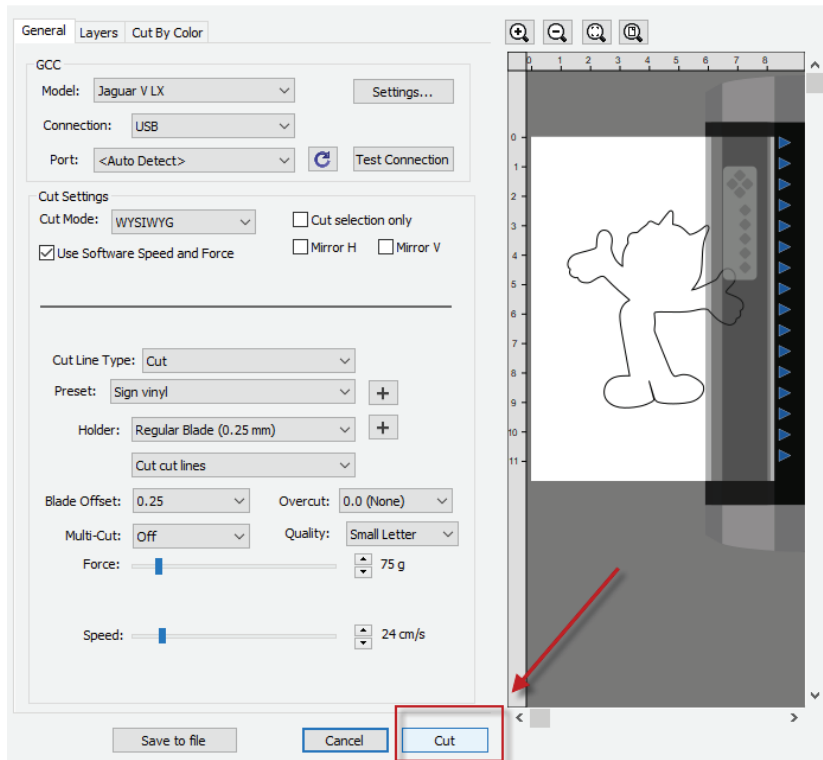 General Layers Cut By Color
GCC
Model: Jaguar V LX Settings...
Connection: USB
Port: <Auto Detect> Test Connection
Cut Settings
Cut Mode: WYSIWYG Cut selection only
Use Software Speed and Force Mirror H Mirror V
Cut Line Type: Cut
Preset: Sign vinyl +
Holder: Regular Blade (0.25 mm) +
Cut cut lines
Blade Offset: 0.25 Overcut: 0.0 (None)
Multi-Cut: Off Quality: Small Letter
Force: 75 g
Speed: 24 cm/s
Save to file Cancel Cut
0 1 2 3 4 5 6 7 8
0
1
2
3
4
5
6
7
8
9
10
11